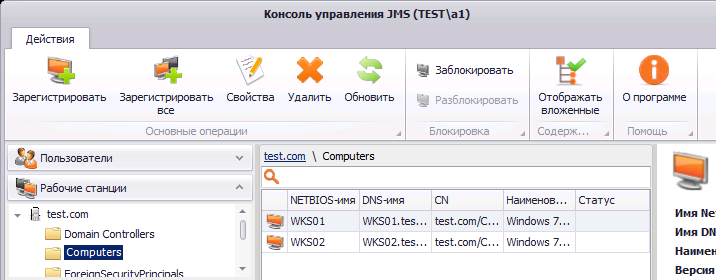 Консоль управления JMS (TEST\a1)
Действия
Зарегистрировать
Зарегистрировать все
Свойства
Удалить
Обновить
Основные операции
Заблокировать
Разблокировать
Блокировка
Отображать вложенные
Содерж...
О программе
Помощь
Пользователи
Рабочие станции
test.com
Domain Controllers
Computers
ForeignSecurityPrincipals
test.com \ Computers
NETBIOS-имя DNS-имя CN Наименов... Статус
WKS01 WKS01.tes... test.com/C... Windows 7...
WKS02 WKS02.tes... test.com/C... Windows 7...
Имя Net
Имя DN
Наимен
Версия